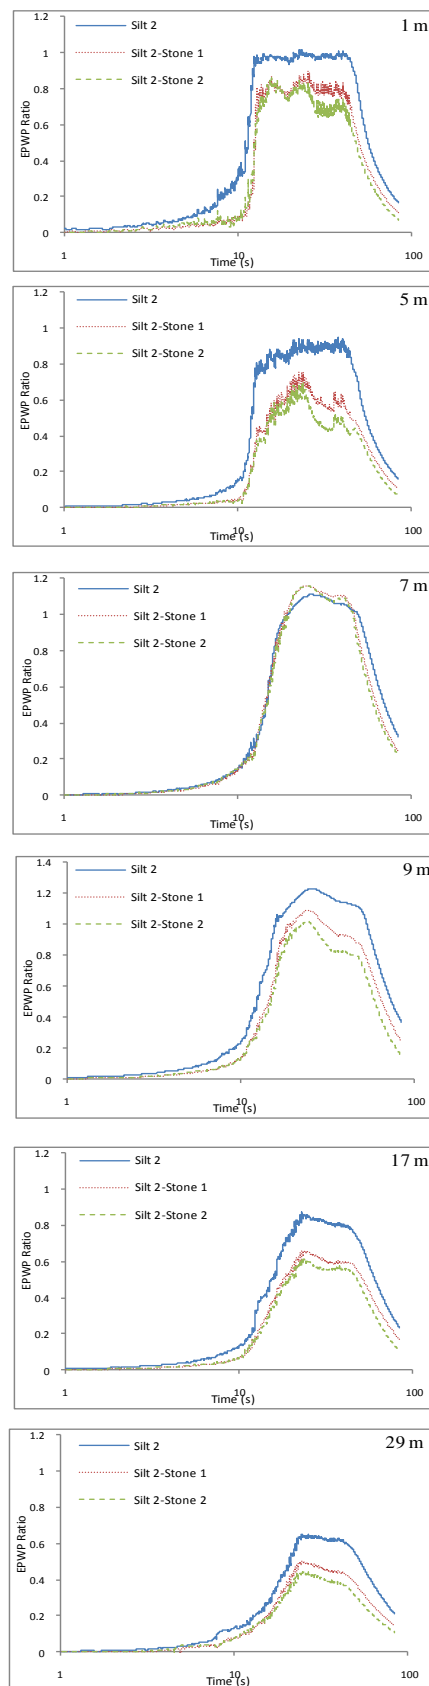 1 m
Silt 2
Silt 2-Stone 1
Silt 2-Stone 2
EPWP Ratio
1.2
1
0.8
0.6
0.4
0.2
0
1 10 100
Time (s)
5 m
Silt 2
Silt 2-Stone 1
Silt 2-Stone 2
EPWP Ratio
1.2
1
0.8
0.6
0.4
0.2
0
1 10 100
Time (s)
7 m
Silt 2
Silt 2-Stone 1
Silt 2-Stone 2
EPWP Ratio
1.2
1
0.8
0.6
0.4
0.2
0
1 10 100
Time (s)
9 m
Silt 2
Silt 2-Stone 1
Silt 2-Stone 2
EPWP Ratio
1.4
1.2
1
0.8
0.6
0.4
0.2
0
1 10 100
Time (s)
17 m
Silt 2
Silt 2-Stone 1
Silt 2-Stone 2
EPWP Ratio
1.2
1
0.8
0.6
0.4
0.2
0
1 10 100
Time (s)
29 m
Silt 2
Silt 2-Stone 1
Silt 2-Stone 2
EPWP Ratio
1.2
1
0.8
0.6
0.4
0.2
0
1 10 100
Time (s)